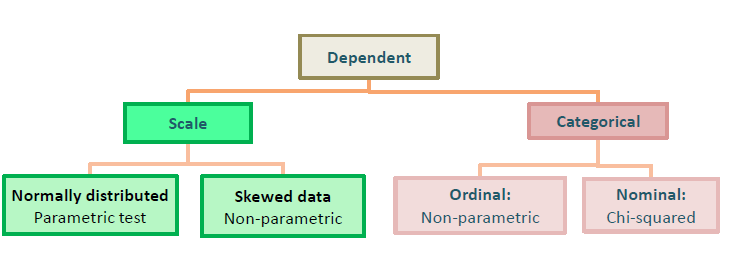 Dependent
Scale
Categorical
Normally distributed
Parametric test
Skewed data
Non-parametric
Ordinal:
Non-parametric
Nominal:
Chi-squared